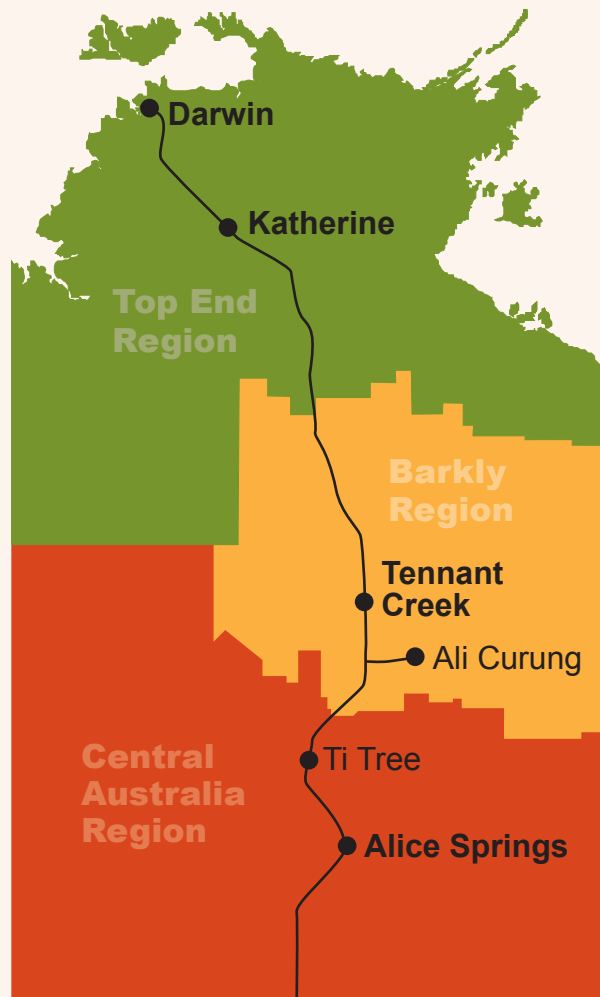 Darwin
Katherine
Top End
Region
Barkly
Region
Tennant
Creek
Ali Curung
Central
Australia
Region
Ti Tree
Alice Springs